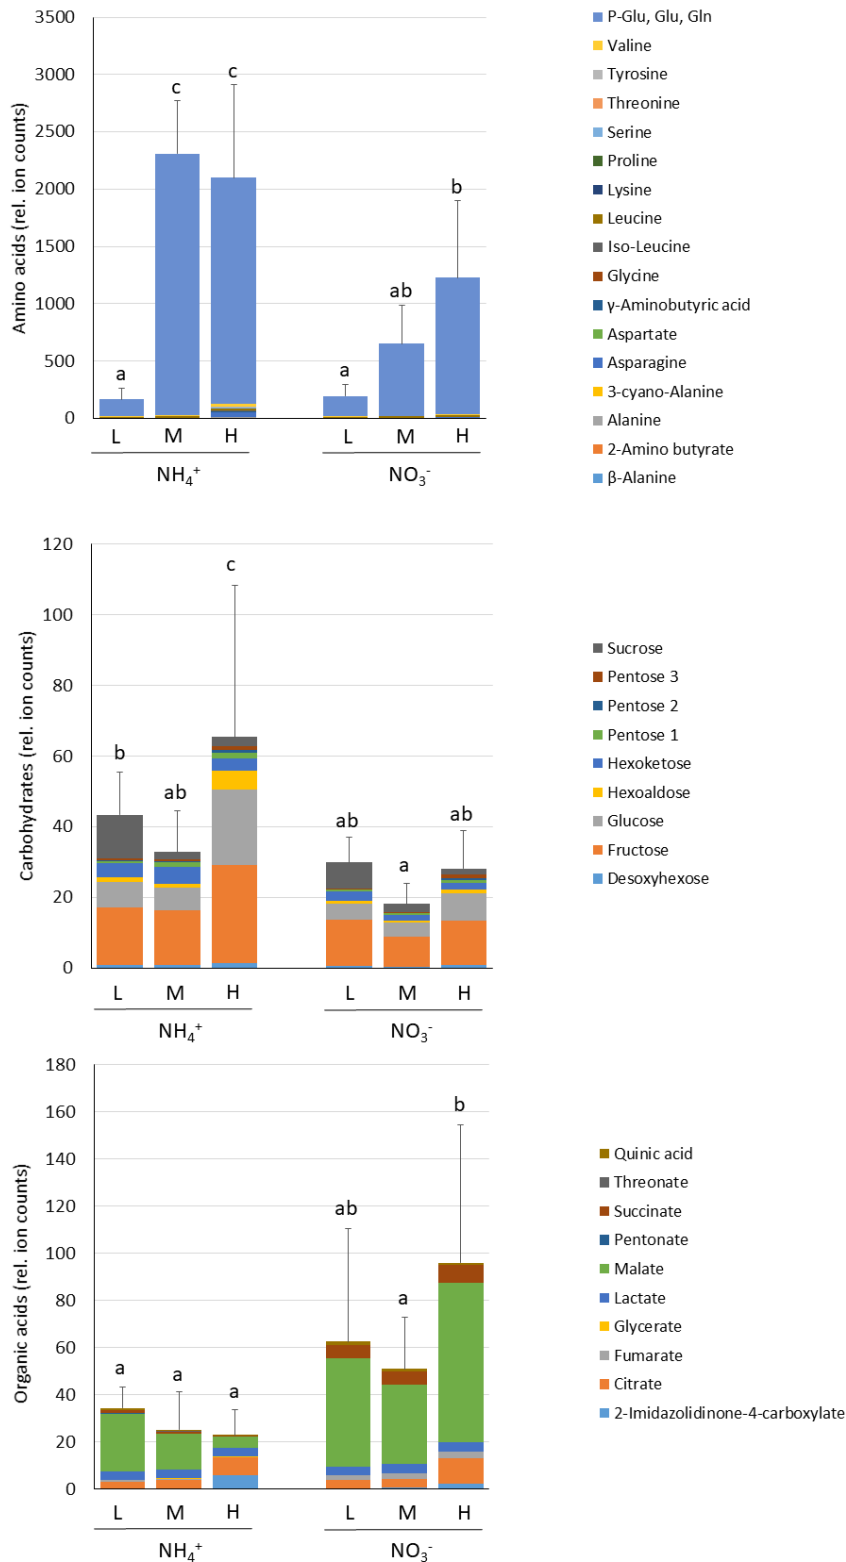 Amino acids (rel. ion counts)
3500
3000
2500
2000
1500
1000
500
0
a
c
c
a
ab
b
L M H L M H
NH₄⁺ NO₃⁻
P-Glu, Glu, Gln
Valine
Tyrosine
Threonine
Serine
Proline
Lysine
Leucine
Iso-Leucine
Glycine
γ-Aminobutyric acid
Aspartate
Asparagine
3-cyano-Alanine
Alanine
2-Amino butyrate
β-Alanine
Carbohydrates (rel. ion counts)
120
100
80
60
40
20
0
b
ab
c
ab
a
ab
L M H L M H
NH₄⁺ NO₃⁻
Sucrose
Pentose 3
Pentose 2
Pentose 1
Hexoketose
Hexoaldose
Glucose
Fructose
Desoxyhexose
Organic acids (rel. ion counts)
180
160
140
120
100
80
60
40
20
0
a
a
a
ab
a
b
L M H L M H
NH₄⁺ NO₃⁻
Quinic acid
Threonate
Succinate
Pentonate
Malate
Lactate
Glycerate
Fumarate
Citrate
2-Imidazolidinone-4-carboxylate